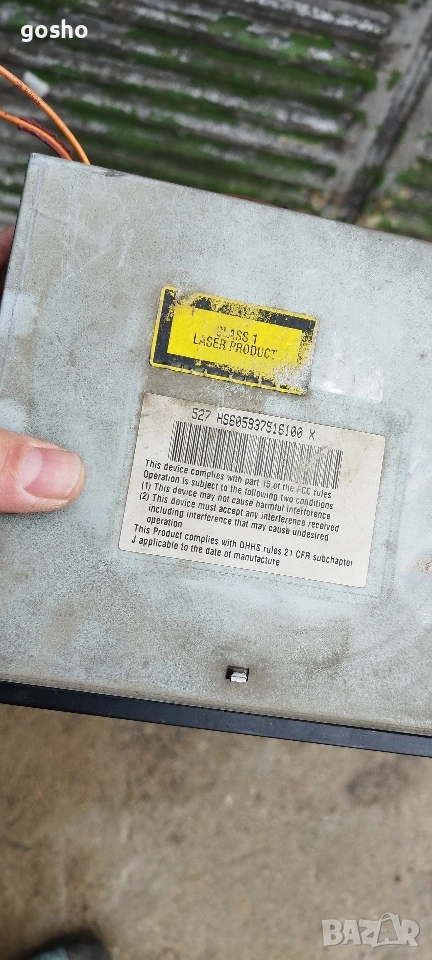 gosho
CLASS 1
LASER PRODUCT
527 HS605937516100 X
This device complies with part 15 of the FCC rules
Operation is subject to the following two conditions
(1) This device may not cause harmful interference
(2) This device must accept any interference received
including interference that may cause undesired
operation
This Product complies with DHHS rules 21 CFR subchapter
J applicable to the date of manufacture
BAZAR